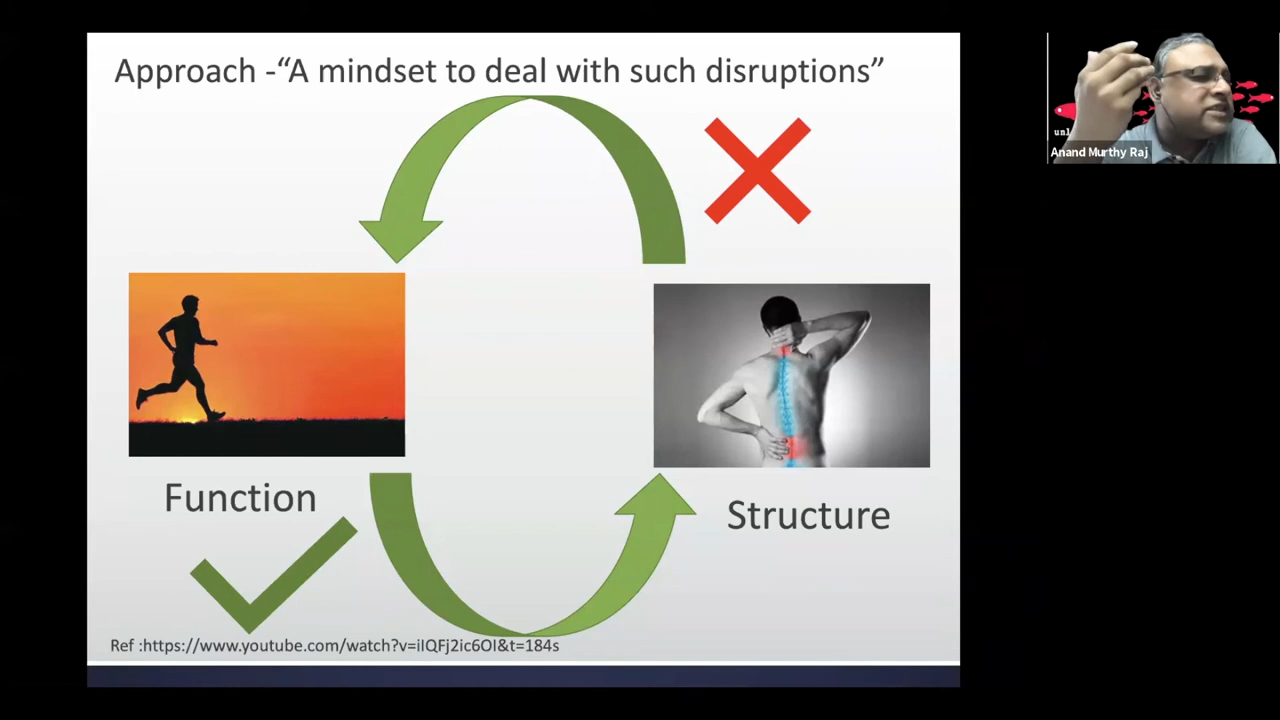 Approach -“A mindset to deal with such disruptions”
Function
Structure
Ref :https://www.youtube.com/watch?v=iIQFj2ic6OI&t=184s
unl
Anand Murthy Raj